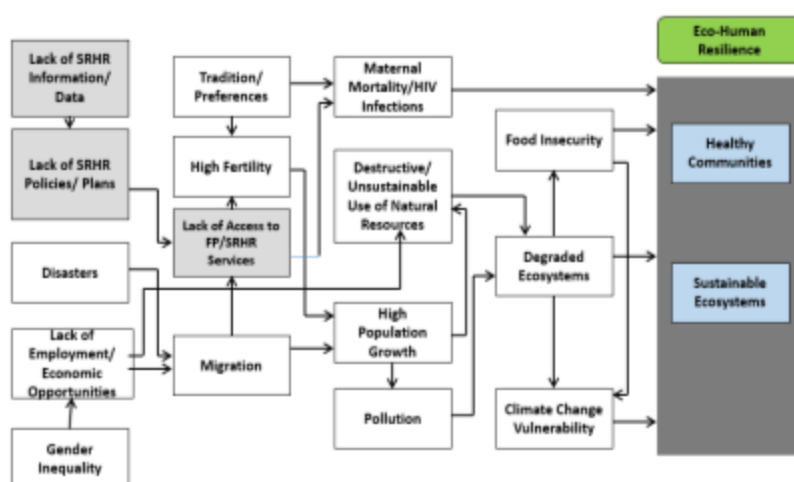 Eco-Human
Resilience
Lack of SRHR
Information/
Data
Tradition/
Preferences
Maternal
Mortality/HIV
Infections
Food Insecurity
Healthy
Communities
Lack of SRHR
Policies/ Plans
High Fertility
Destructive/
Unsustainable
Use of Natural
Resources
Lack of Access to
FP/SRHR
Services
Disasters
Degraded
Ecosystems
Sustainable
Ecosystems
Lack of
Employment/
Economic
Opportunities
Migration
High
Population
Growth
Pollution
Climate Change
Vulnerability
Gender
Inequality